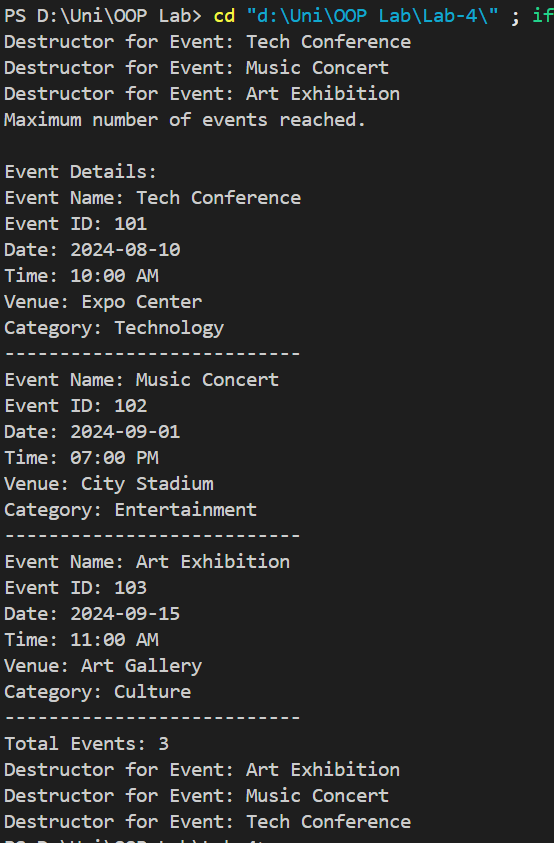 PS D:\Uni\OOP Lab> cd "d:\Uni\OOP Lab\Lab-4\" ; if
Destructor for Event: Tech Conference
Destructor for Event: Music Concert
Destructor for Event: Art Exhibition
Maximum number of events reached.

Event Details:
Event Name: Tech Conference
Event ID: 101
Date: 2024-08-10
Time: 10:00 AM
Venue: Expo Center
Category: Technology
---------------------------
Event Name: Music Concert
Event ID: 102
Date: 2024-09-01
Time: 07:00 PM
Venue: City Stadium
Category: Entertainment
---------------------------
Event Name: Art Exhibition
Event ID: 103
Date: 2024-09-15
Time: 11:00 AM
Venue: Art Gallery
Category: Culture
---------------------------
Total Events: 3
Destructor for Event: Art Exhibition
Destructor for Event: Music Concert
Destructor for Event: Tech Conference